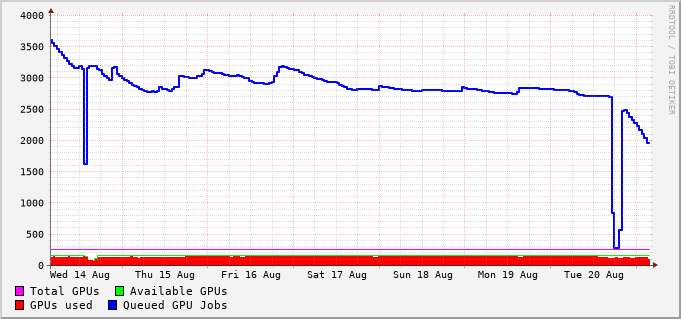 4000
3500
3000
2500
2000
1500
1000
500
0
Wed 14 Aug Thu 15 Aug Fri 16 Aug Sat 17 Aug Sun 18 Aug Mon 19 Aug Tue 20 Aug
Total GPUs Available GPUs
GPUs used Queued GPU Jobs
RRDTOOL / TOBI OETIKER